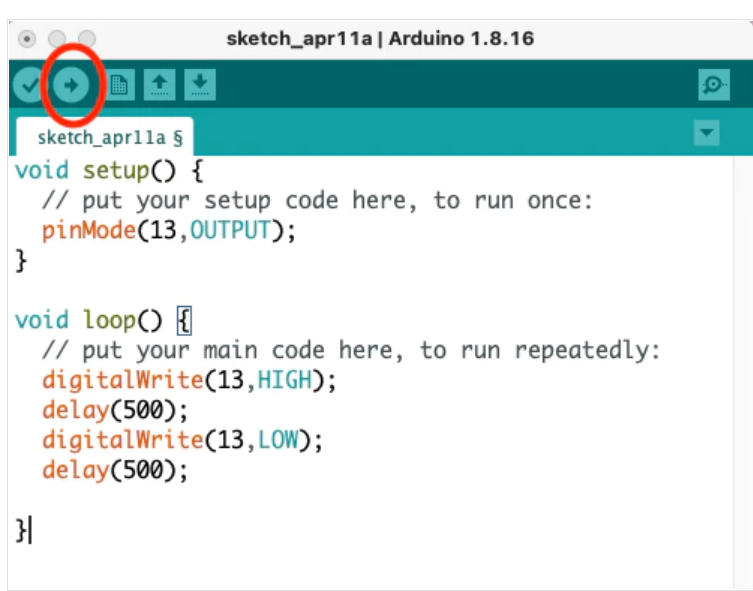 sketch_apr11a | Arduino 1.8.16
sketch_apr11a §
void setup() {
  // put your setup code here, to run once:
  pinMode(13,OUTPUT);
}

void loop() {
  // put your main code here, to run repeatedly:
  digitalWrite(13,HIGH);
  delay(500);
  digitalWrite(13,LOW);
  delay(500);

}